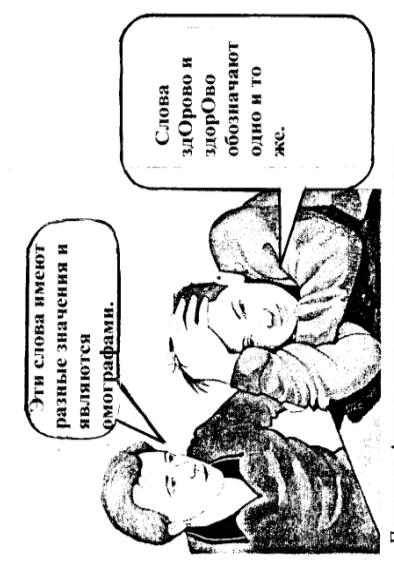 Эти слова имеют
разные значения и
являются
омографами.
Слова
здОрово и
здорОво
обозначают
одно и то
же.